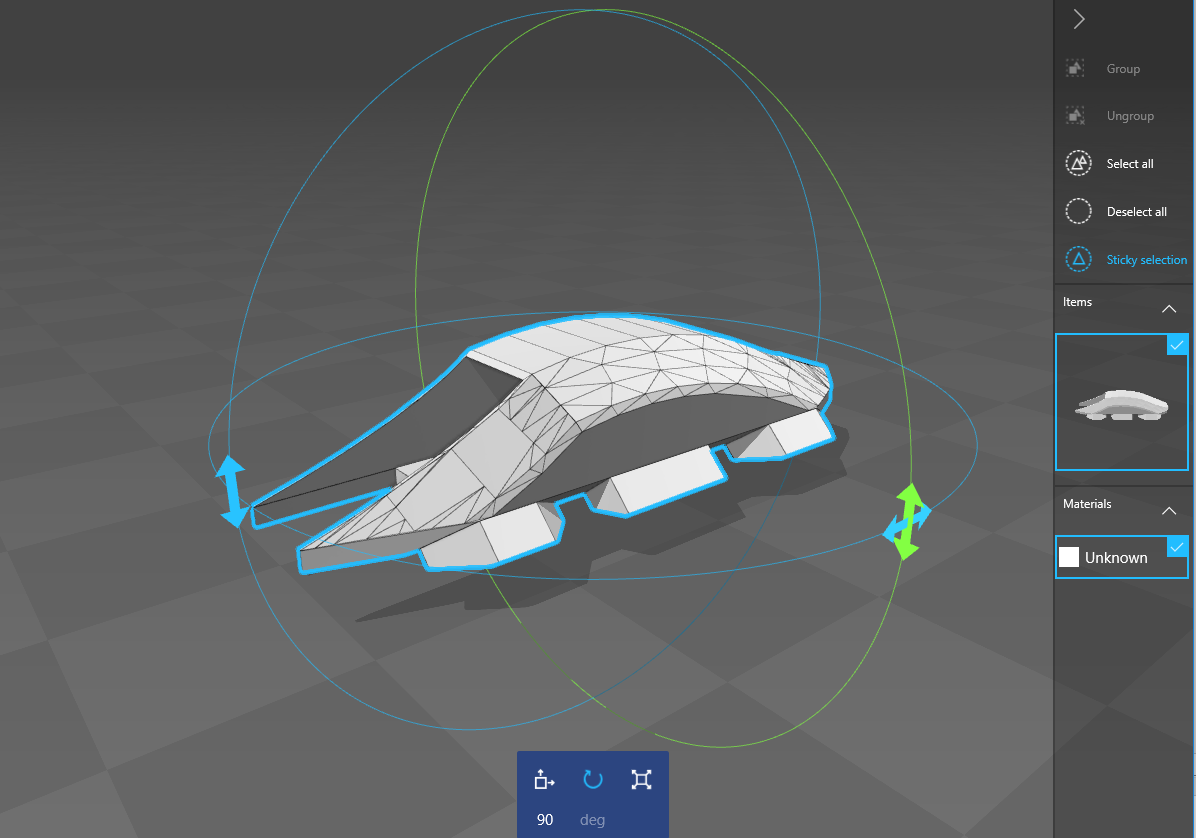 Group
Ungroup
Select all
Deselect all
Sticky selection
Items
Materials
Unknown
90 deg